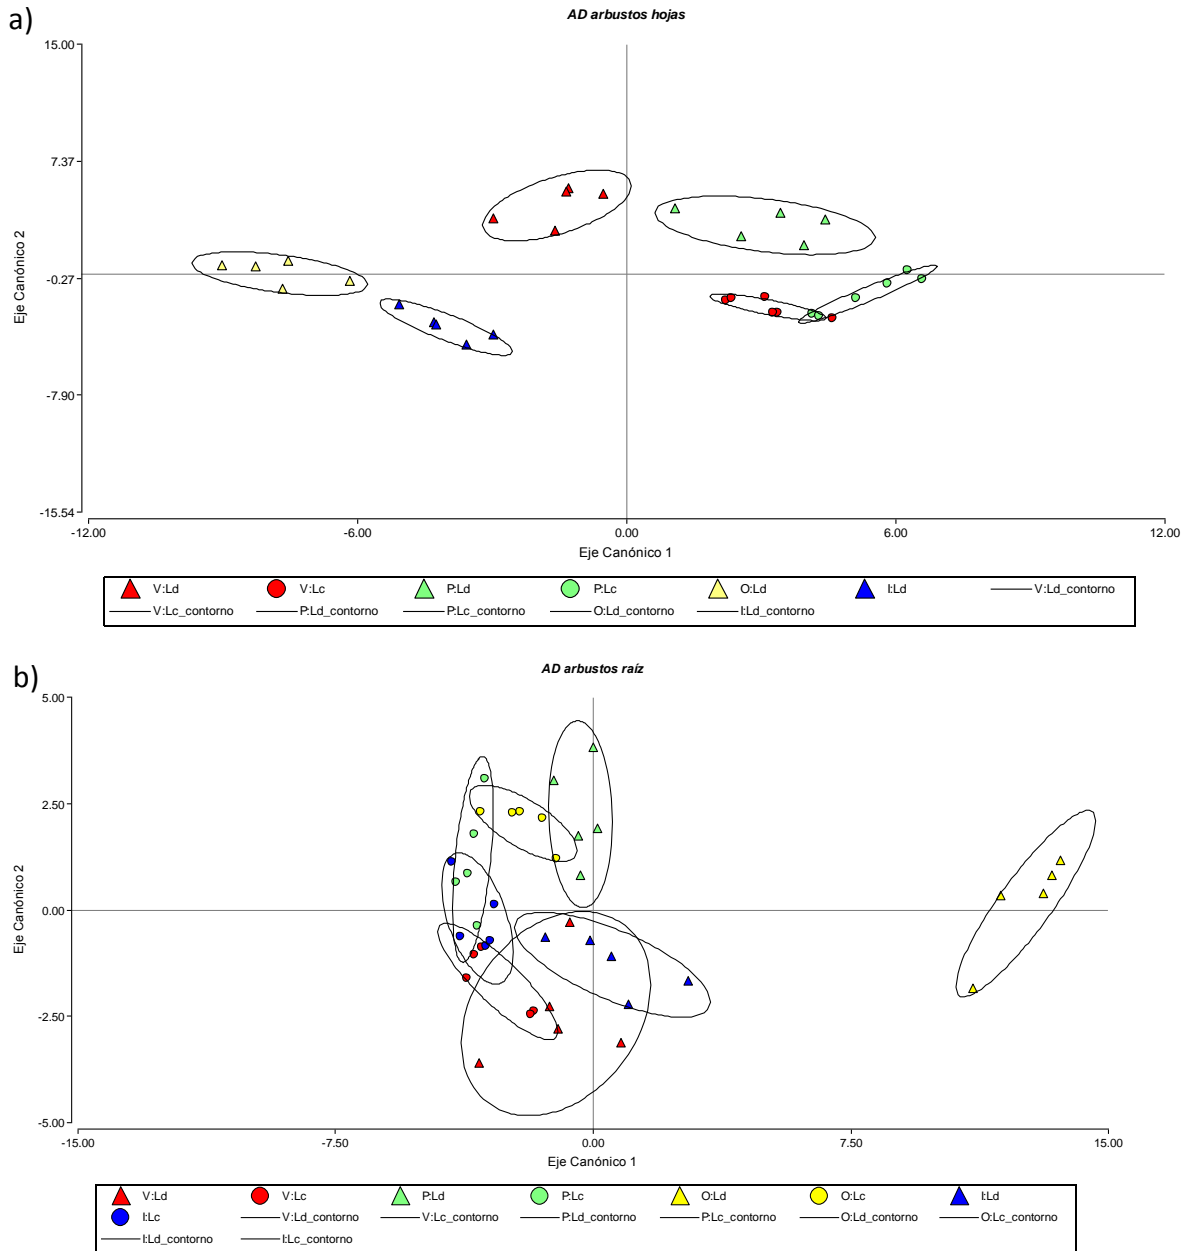 a)
AD arbustos hojas
15.00
7.37
-0.27
-7.90
-15.54
Eje Canónico 2
-12.00 -6.00 0.00 6.00 12.00
Eje Canónico 1
V:Ld V:Lc P:Ld P:Lc O:Ld I:Ld V:Ld_contorno
V:Lc_contorno P:Ld_contorno P:Lc_contorno O:Ld_contorno I:Ld_contorno
b)
AD arbustos raíz
5.00
2.50
0.00
-2.50
-5.00
Eje Canónico 2
-15.00 -7.50 0.00 7.50 15.00
Eje Canónico 1
V:Ld V:Lc P:Ld P:Lc O:Ld O:Lc I:Ld
I:Lc V:Ld_contorno V:Lc_contorno P:Ld_contorno P:Lc_contorno O:Ld_contorno O:Lc_contorno
I:Ld_contorno I:Lc_contorno